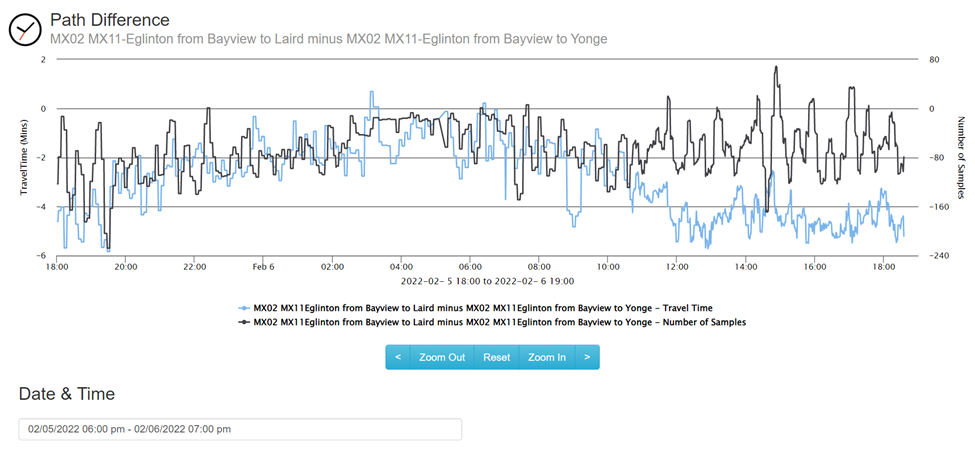 Path Difference
MX02 MX11-Eglinton from Bayview to Laird minus MX02 MX11-Eglinton from Bayview to Yonge
2
0
-2
-4
-6
TravelTime (Mins)
80
0
-80
-160
-240
Number of Samples
18:00 20:00 22:00 Feb 6 02:00 04:00 06:00 08:00 10:00 12:00 14:00 16:00 18:00
2022-02- 5 18:00 to 2022-02- 6 19:00
MX02 MX11Eglinton from Bayview to Laird minus MX02 MX11Eglinton from Bayview to Yonge - Travel Time
MX02 MX11Eglinton from Bayview to Laird minus MX02 MX11Eglinton from Bayview to Yonge - Number of Samples
< Zoom Out Reset Zoom In >
Date & Time
02/05/2022 06:00 pm - 02/06/2022 07:00 pm